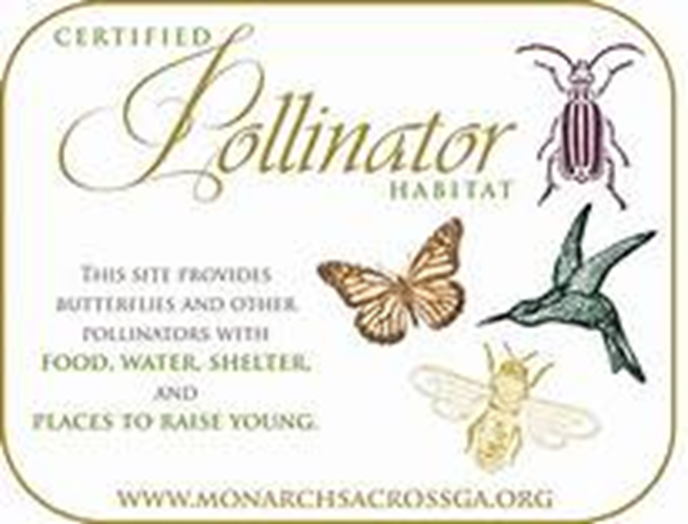 CERTIFIED
Pollinator
HABITAT
THIS SITE PROVIDES
BUTTERFLIES AND OTHER
POLLINATORS WITH
FOOD, WATER, SHELTER,
AND
PLACES TO RAISE YOUNG.
WWW.MONARCHSACROSSGA.ORG